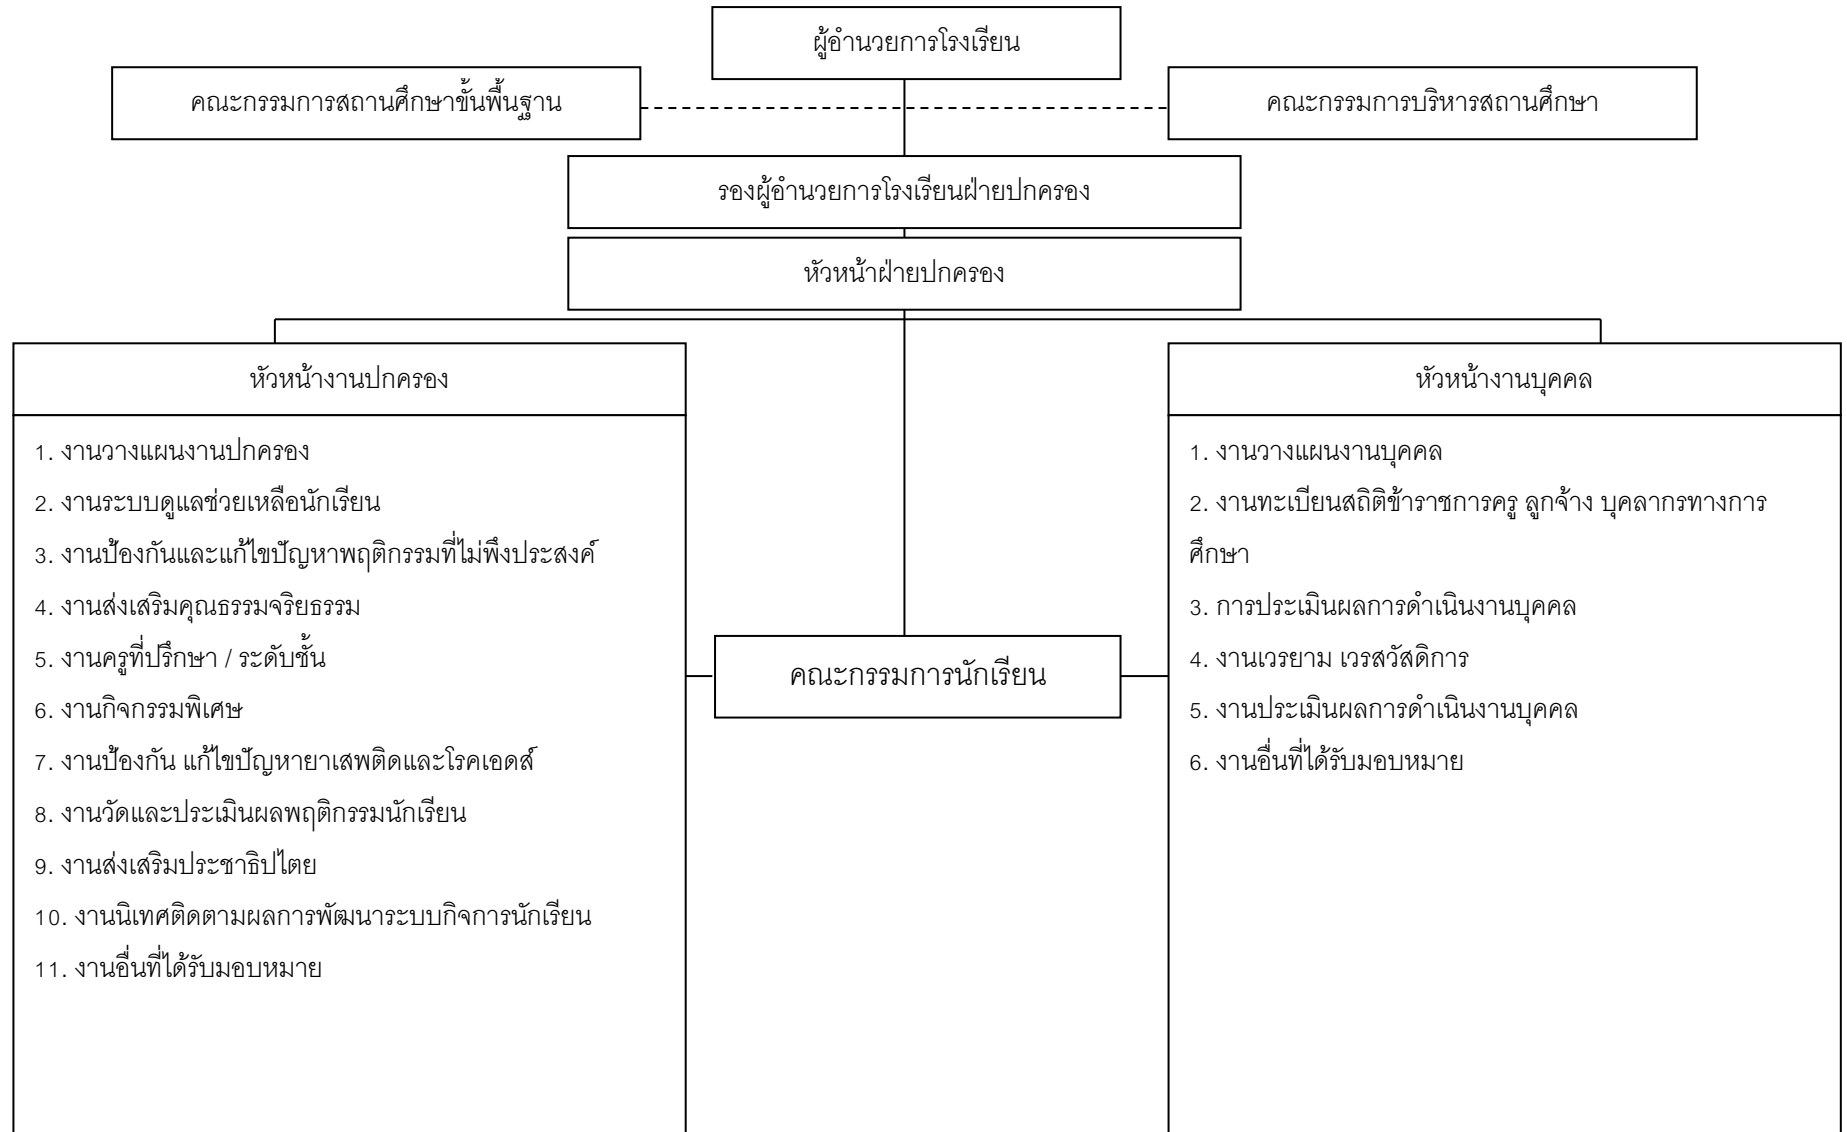 ผู้อำนวยการโรงเรียน
คณะกรรมการสถานศึกษาขั้นพื้นฐาน
คณะกรรมการบริหารสถานศึกษา
รองผู้อำนวยการโรงเรียนฝ่ายปกครอง
หัวหน้าฝ่ายปกครอง
หัวหน้างานปกครอง
1. งานวางแผนงานปกครอง
2. งานระบบดูแลช่วยเหลือนักเรียน
3. งานป้องกันและแก้ไขปัญหาพฤติกรรมที่ไม่พึงประสงค์
4. งานส่งเสริมคุณธรรมจริยธรรม
5. งานครูที่ปรึกษา / ระดับชั้น
6. งานกิจกรรมพิเศษ
7. งานป้องกัน แก้ไขปัญหายาเสพติดและโรคเอดส์
8. งานวัดและประเมินผลพฤติกรรมนักเรียน
9. งานส่งเสริมประชาธิปไตย
10. งานนิเทศติดตามผลการพัฒนาระบบกิจการนักเรียน
11. งานอื่นที่ได้รับมอบหมาย
คณะกรรมการนักเรียน
หัวหน้างานบุคคล
1. งานวางแผนงานบุคคล
2. งานทะเบียนสถิติข้าราชการครู ลูกจ้าง บุคลากรทางการ
ศึกษา
3. การประเมินผลการดำเนินงานบุคคล
4. งานเวรยาม เวรสวัสดิการ
5. งานประเมินผลการดำเนินงานบุคคล
6. งานอื่นที่ได้รับมอบหมาย